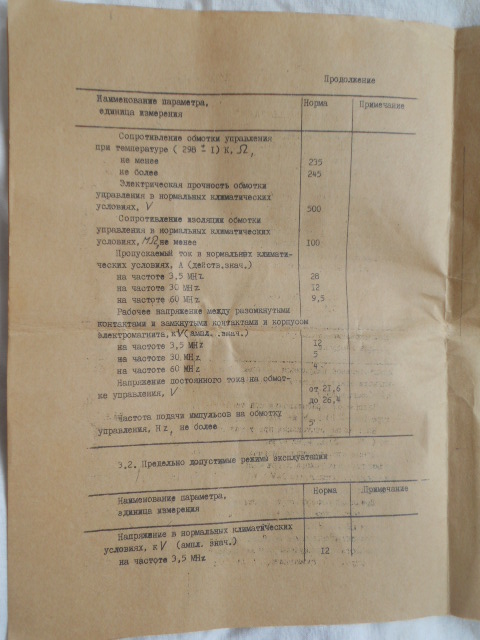 Продолжение
Наименование параметра, Норма Примечание
единица измерения
Сопротивление обмотки управления
при температуре ( 298 ± I) К, Ω,
не менее 235
не более 245
Электрическая прочность обмотки
управления в нормальных климатических
условиях, V 500
Сопротивление изоляции обмотки
управления в нормальных климатических
условиях, MΩ, не менее 100
Пропускаемый ток в нормальных климати-
ческих условиях, А (действ.знач.)
на частоте 3,5 MHz 28
на частоте 30 MHz 12
на частоте 60 MHz 9,5
Рабочее напряжение между разомкнутыми
контактами и замкнутыми контактами и корпусом
электромагнита, кV (ампл. знач.)
на частоте 3,5 MHz 12
на частоте 30 MHz 5
на частоте 60 MHz 4
Напряжение постоянного тока на обмот-
ке управления, V от 21,6
до 26,4
Частота подачи импульсов на обмотку
управления, Hz, не более 5
3.2. Предельно допустимые режимы эксплуатации
Наименование параметра, Норма Примечание
единица измерения
Напряжение в нормальных климатических
условиях, кV (ампл. знач.)
на частоте 3,5 MHz 12